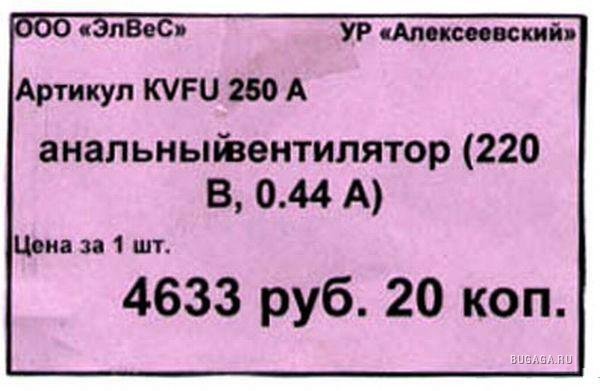 ООО «ЭлВеС» УР «Алексеевский»
Артикул KVFU 250 А
анальныйвентилятор (220
В, 0.44 А)
Цена за 1 шт.
4633 руб. 20 коп.
BUGAGA.RU